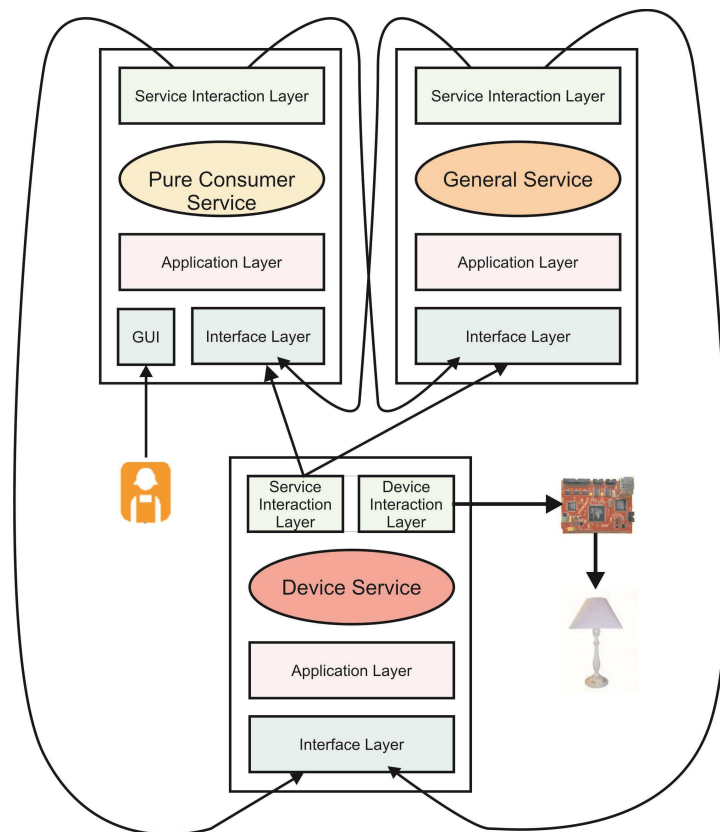 Service Interaction Layer
Pure Consumer
Service
Application Layer
GUI
Interface Layer
Service Interaction Layer
General Service
Application Layer
Interface Layer
Service
Interaction
Layer
Device
Interaction
Layer
Device Service
Application Layer
Interface Layer